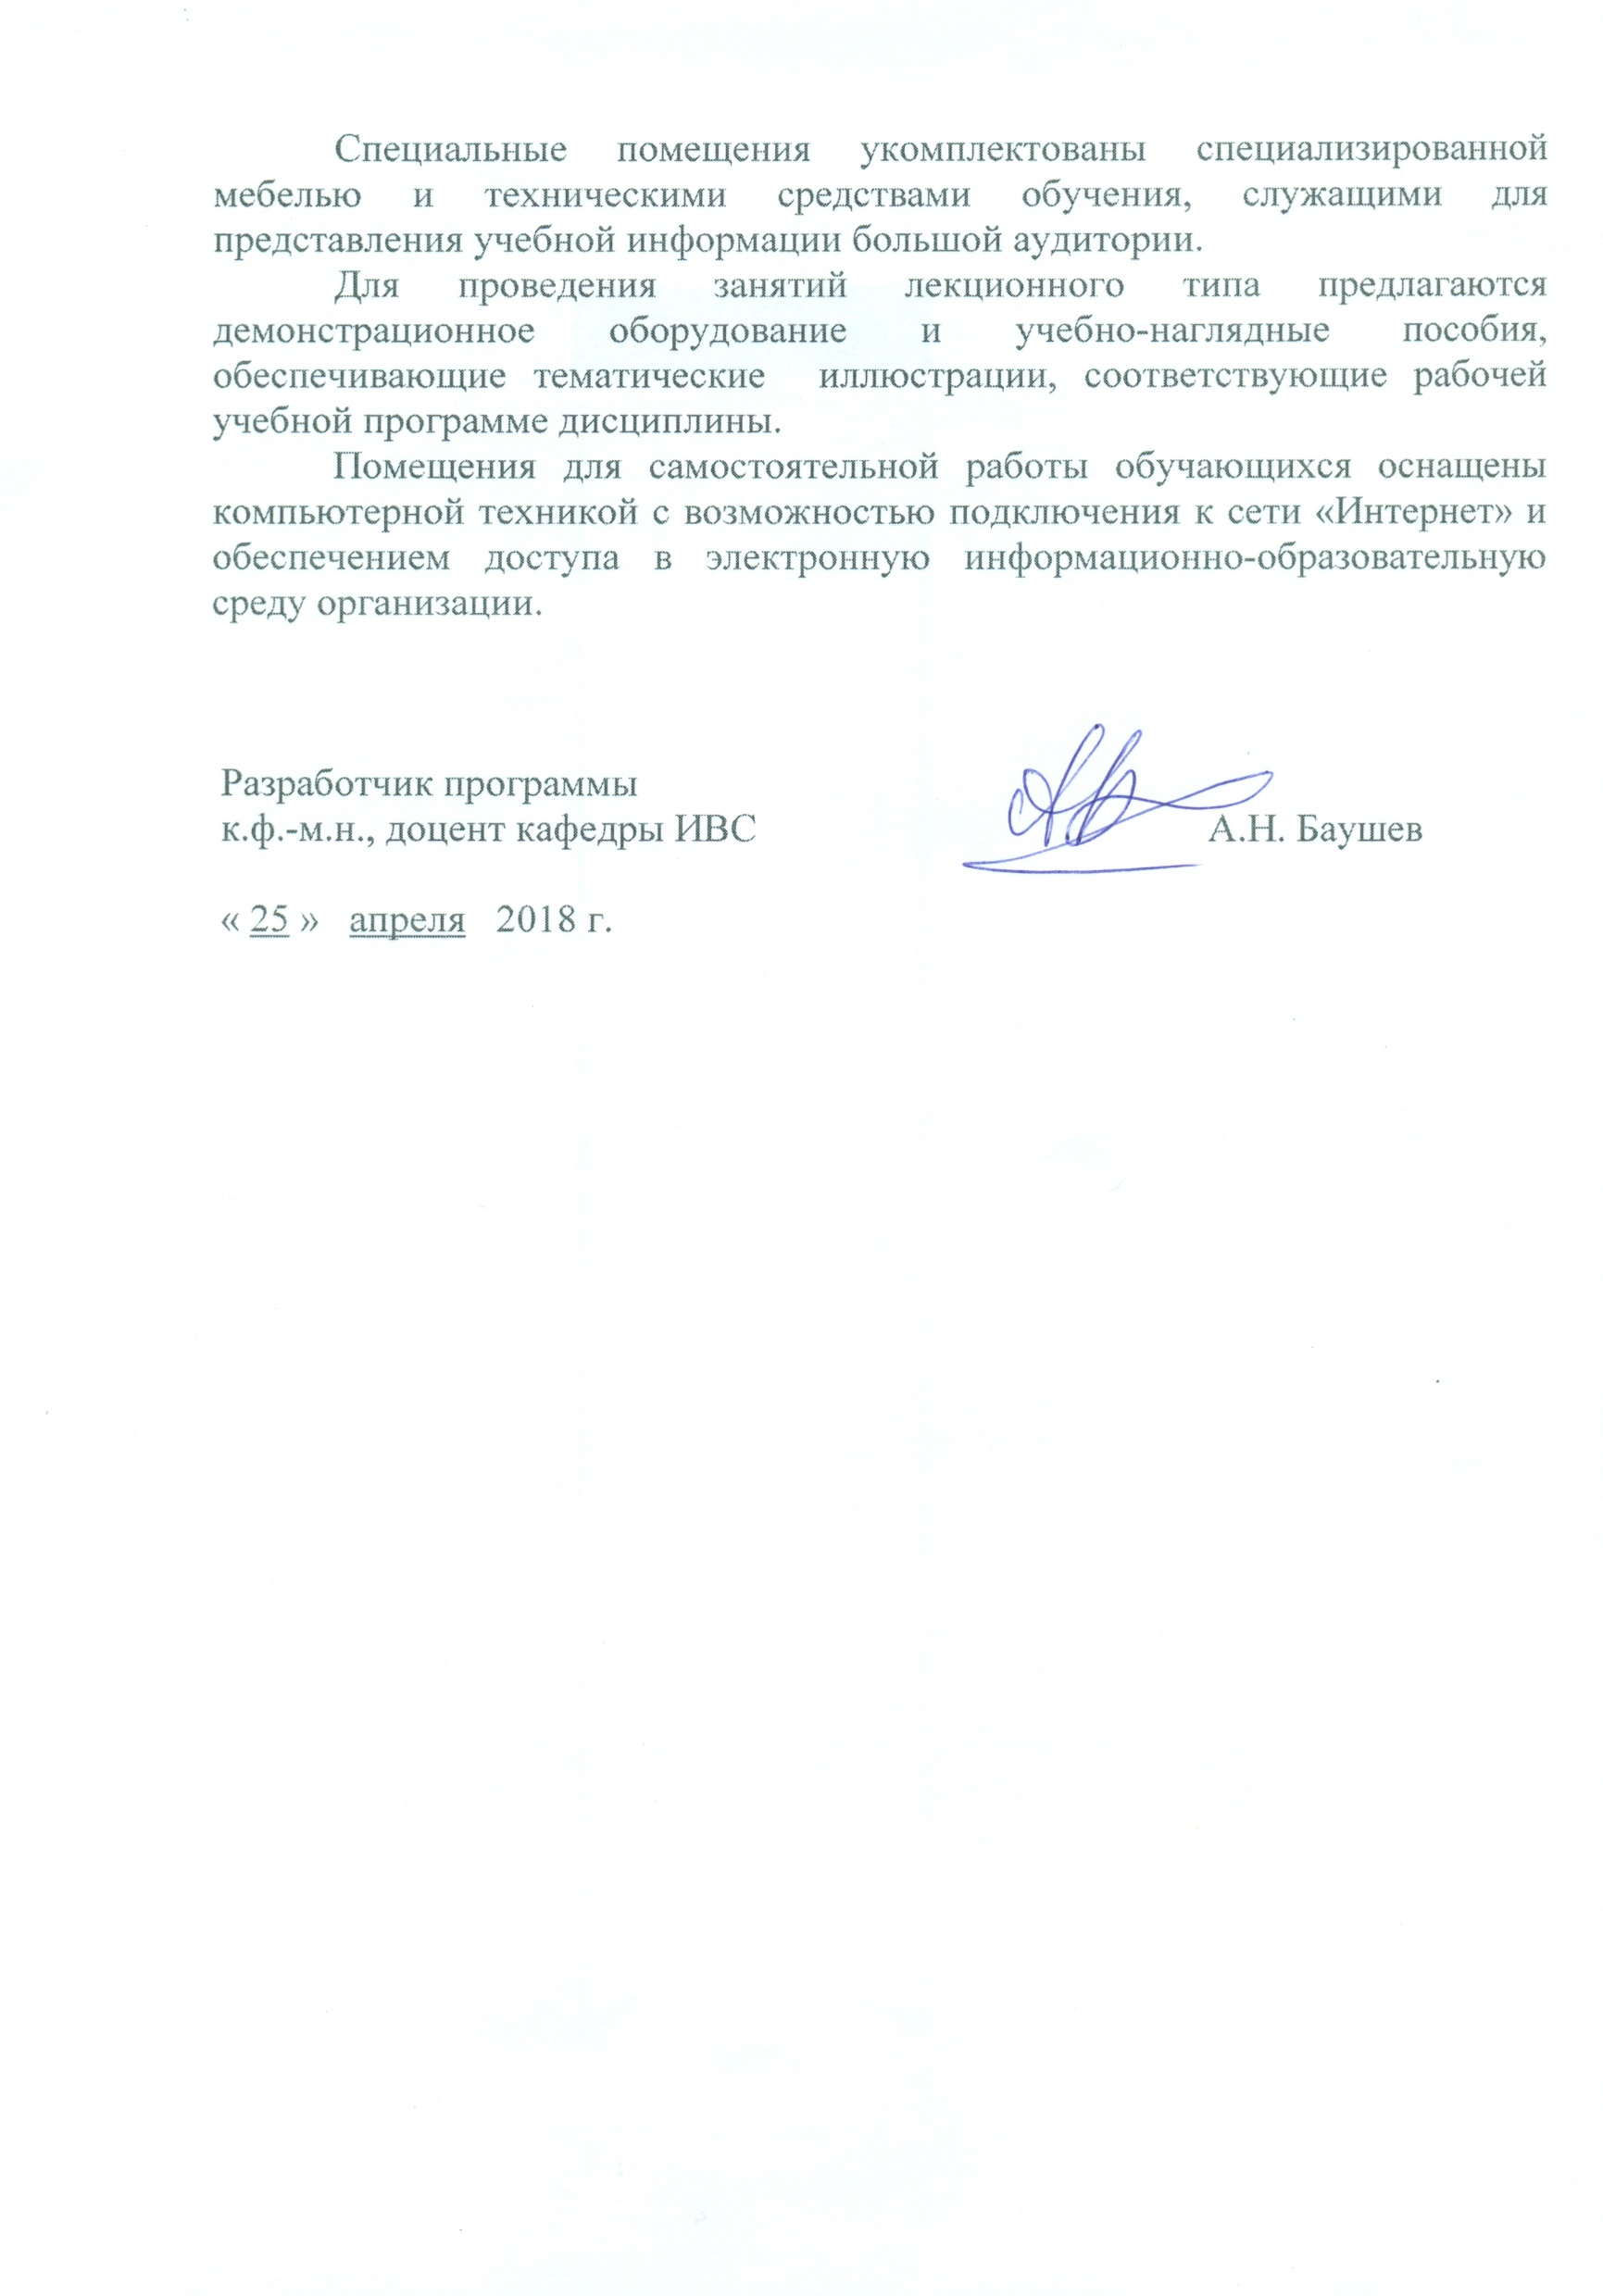 Специальные помещения укомплектованы специализированной
мебелью и техническими средствами обучения, служащими для
представления учебной информации большой аудитории.
Для проведения занятий лекционного типа предлагаются
демонстрационное оборудование и учебно-наглядные пособия,
обеспечивающие тематические иллюстрации, соответствующие рабочей
учебной программе дисциплины.
Помещения для самостоятельной работы обучающихся оснащены
компьютерной техникой с возможностью подключения к сети «Интернет» и
обеспечением доступа в электронную информационно-образовательную
среду организации.
Разработчик программы
к.ф.-м.н., доцент кафедры ИВС А.Н. Баушев
« 25 » апреля 2018 г.